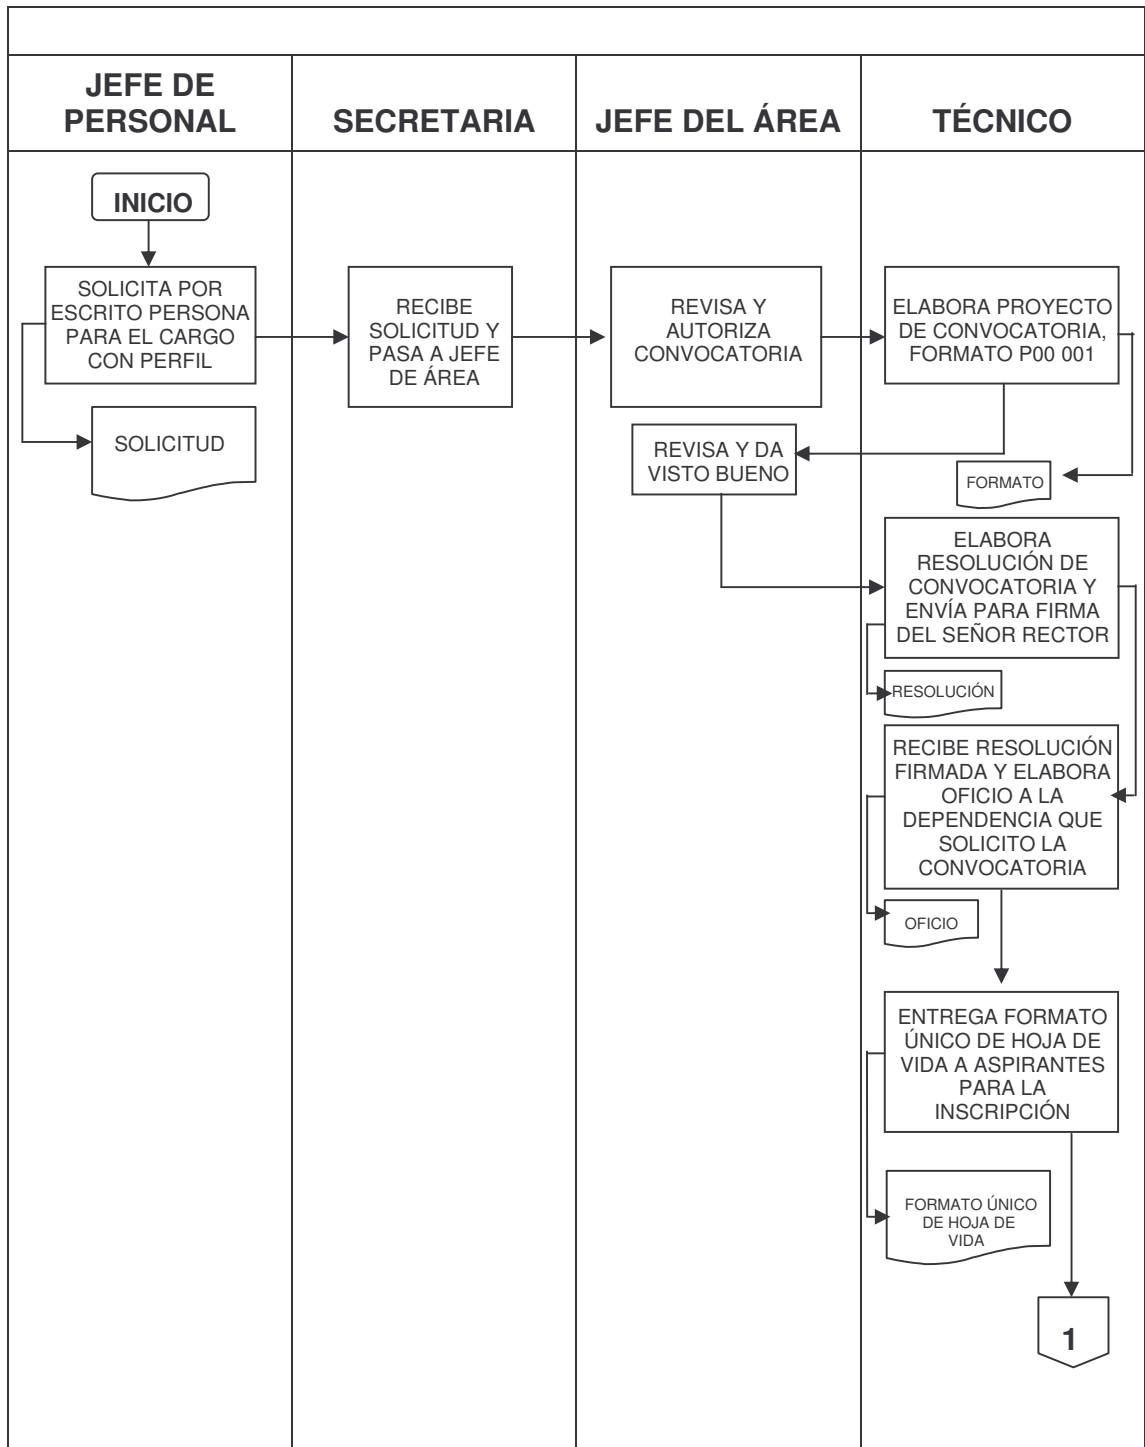 JEFE DE
PERSONAL
SECRETARIA
JEFE DEL ÁREA
TÉCNICO
INICIO
SOLICITA POR
ESCRITO PERSONA
PARA EL CARGO
CON PERFIL
RECIBE
SOLICITUD Y
PASA A JEFE
DE ÁREA
REVISA Y
AUTORIZA
CONVOCATORIA
ELABORA PROYECTO
DE CONVOCATORIA,
FORMATO P00 001
SOLICITUD
REVISA Y DA
VISTO BUENO
FORMATO
ELABORA
RESOLUCIÓN DE
CONVOCATORIA Y
ENVÍA PARA FIRMA
DEL SEÑOR RECTOR
RESOLUCIÓN
RECIBE RESOLUCIÓN
FIRMADA Y ELABORA
OFICIO A LA
DEPENDENCIA QUE
SOLICITO LA
CONVOCATORIA
OFICIO
ENTREGA FORMATO
ÚNICO DE HOJA DE
VIDA A ASPIRANTES
PARA LA
INSCRIPCIÓN
FORMATO ÚNICO
DE HOJA DE
VIDA
1